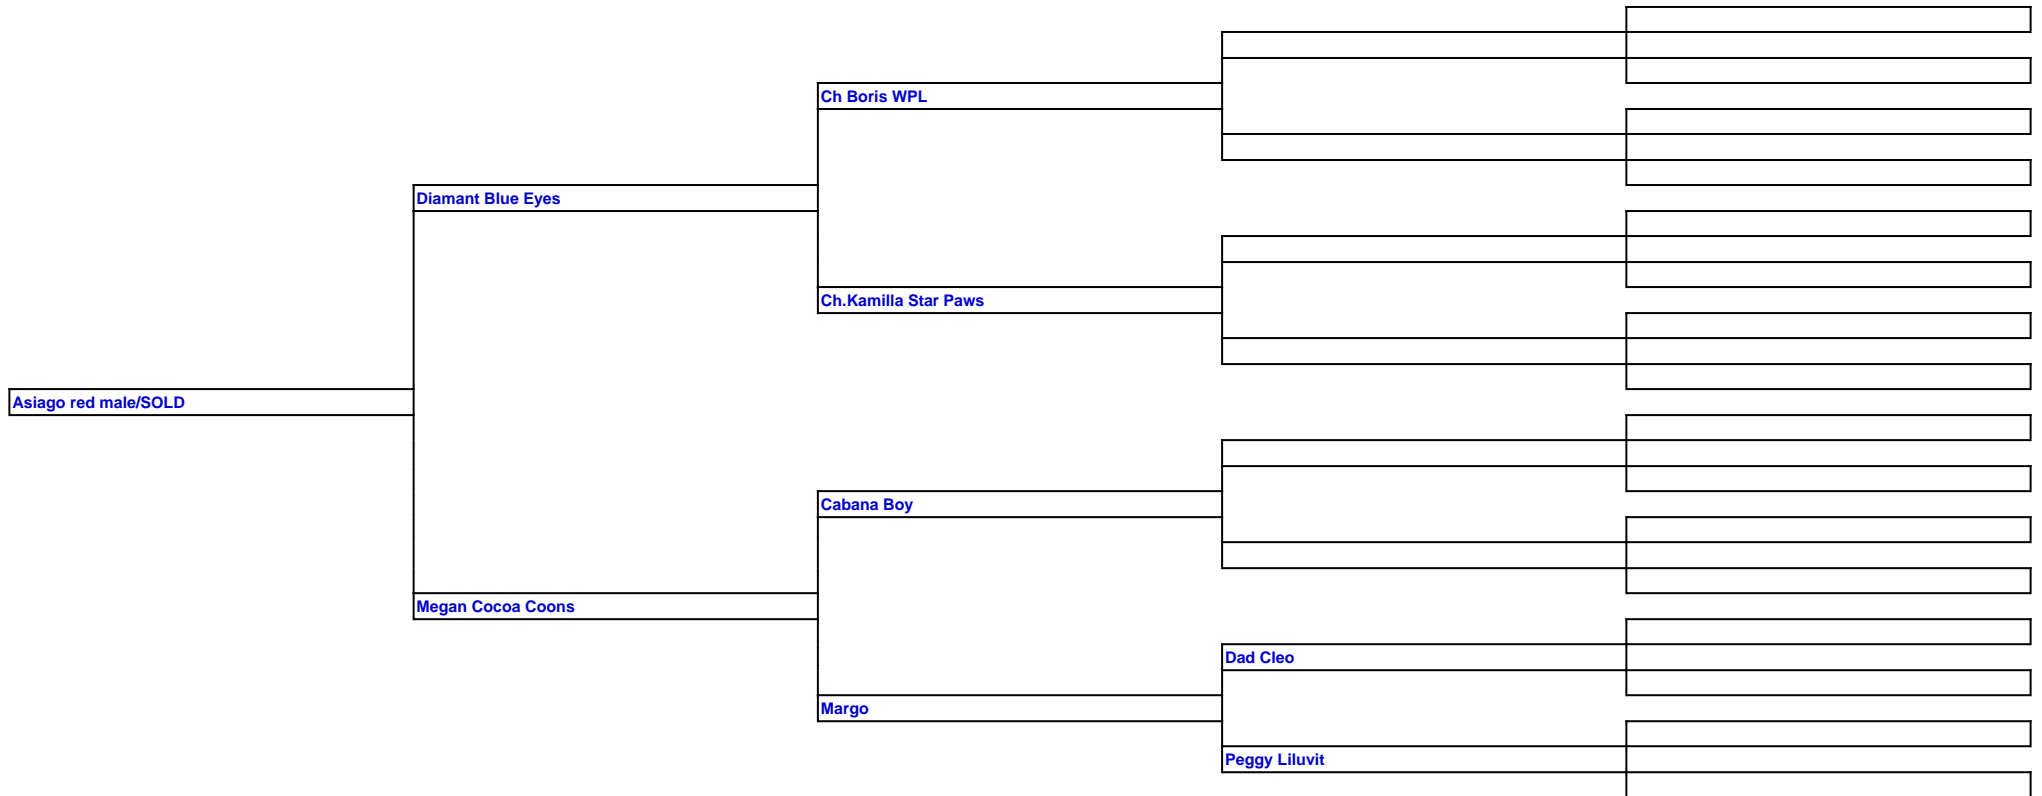 Ch Boris WPL
Diamant Blue Eyes
Ch.Kamilla Star Paws
Asiago red male/SOLD
Cabana Boy
Megan Cocoa Coons
Dad Cleo
Margo
Peggy Liluvit